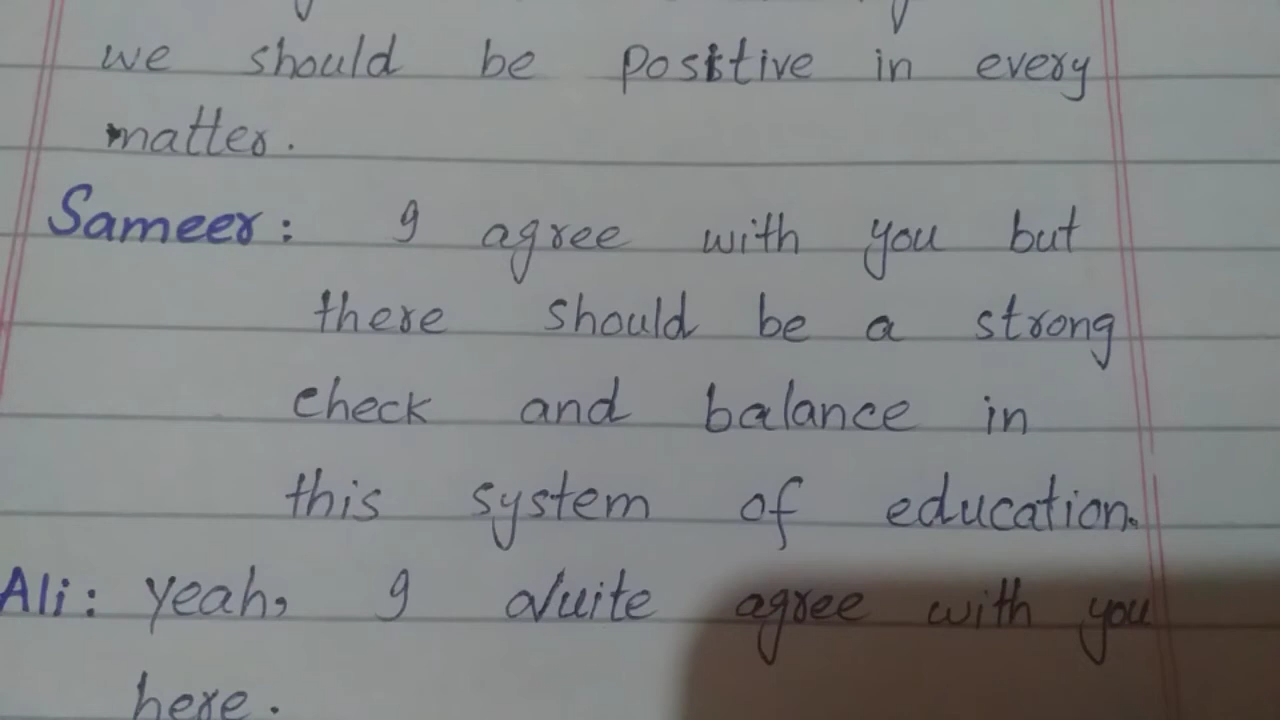 we should be positive in every
matter.
Sameer: I agree with you but
there should be a strong
check and balance in
this system of education.
Ali: yeah, I quite agree with you
here.